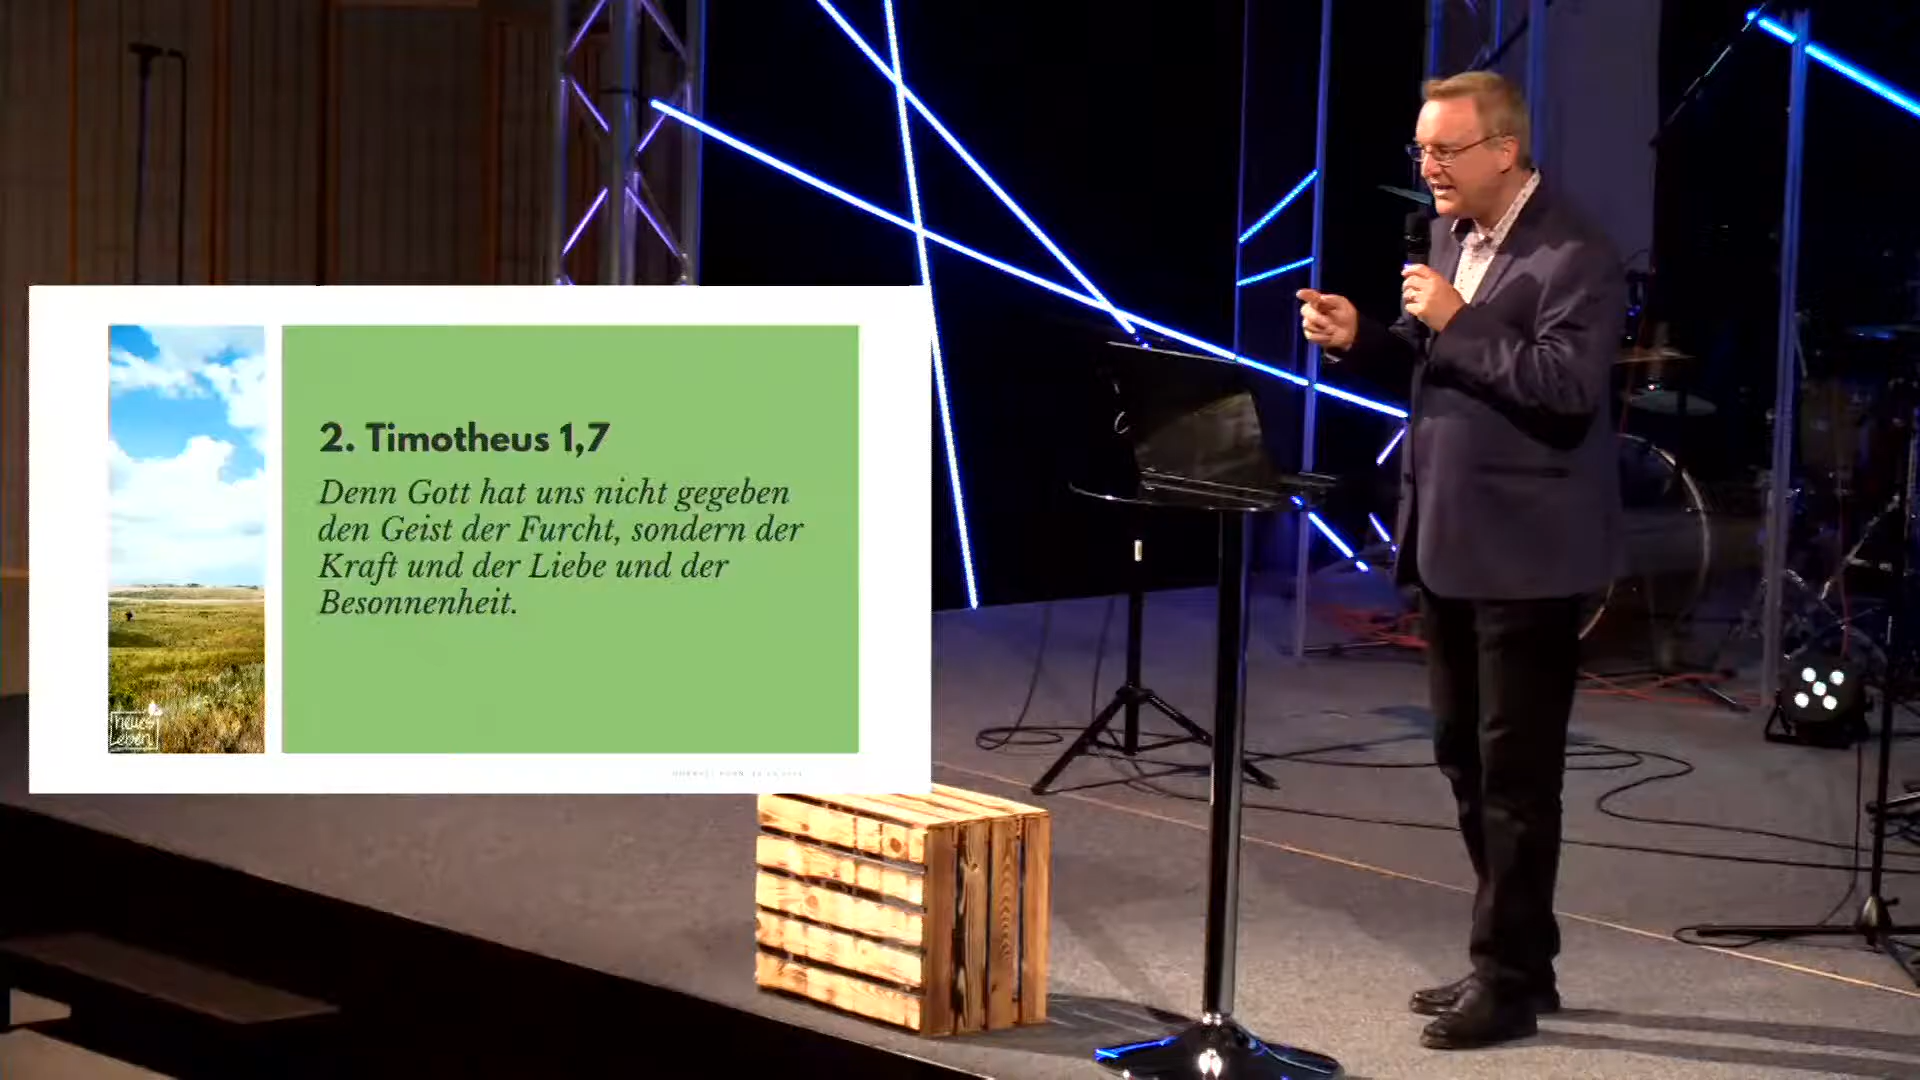 2. Timotheus 1,7
Denn Gott hat uns nicht gegeben
den Geist der Furcht, sondern der
Kraft und der Liebe und der
Besonnenheit.
neues
Leben